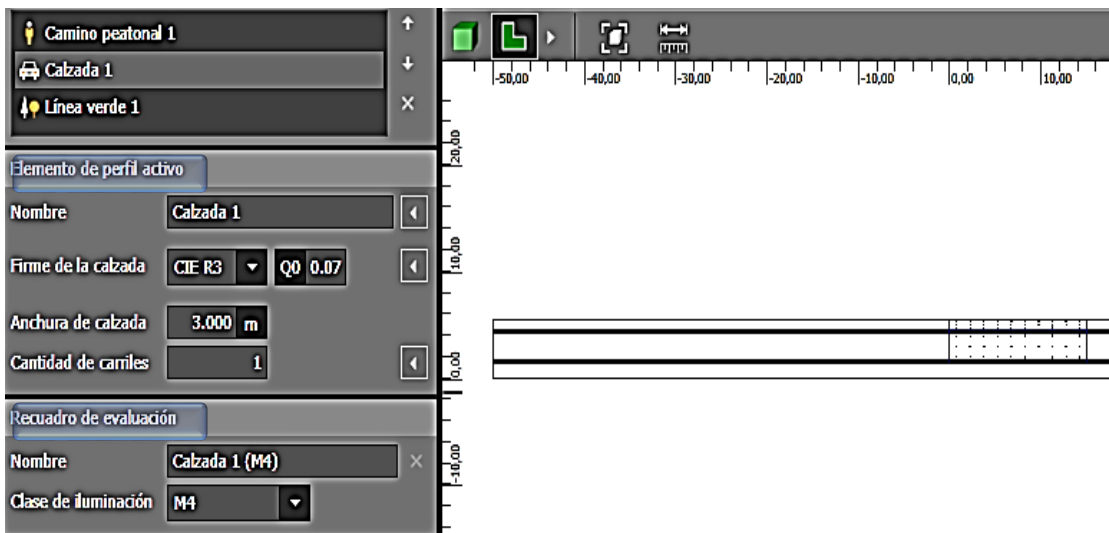 Camino peatonal 1
Calzada 1
Línea verde 1
Elemento de perfil activo
Nombre Calzada 1
Firme de la calzada CIE R3 Q0 0.07
Anchura de calzada 3.000 m
Cantidad de carriles 1
Recuadro de evaluación
Nombre Calzada 1 (M4)
Clase de iluminación M4
-50,00 -40,00 -30,00 -20,00 -10,00 0,00 10,00
20,00
10,00
0,00
-10,00